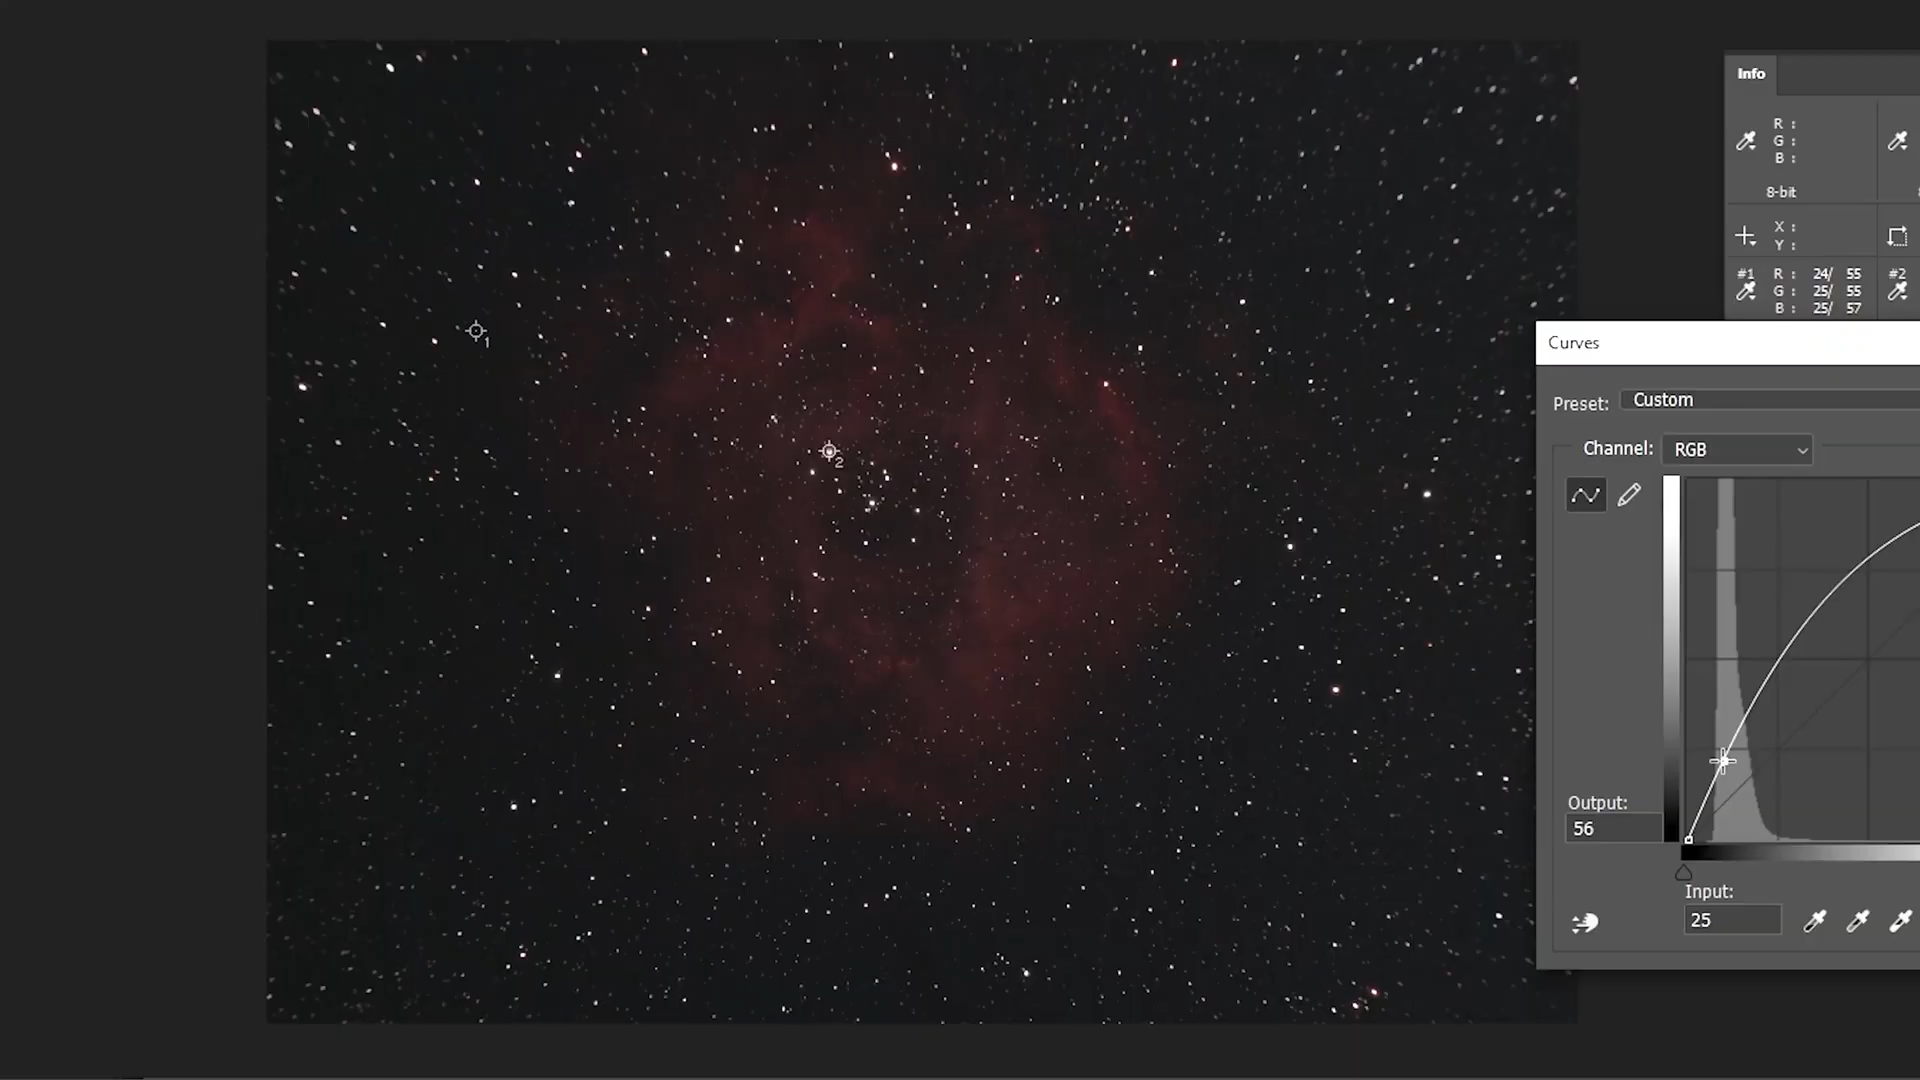 Info
R :
G :
B :
8-bit
X :
Y :
#1 R : 24/ 55 #2
G : 25/ 55
B : 25/ 57
1
2
Curves
Preset: Custom
Channel: RGB
Output:
56
Input:
25